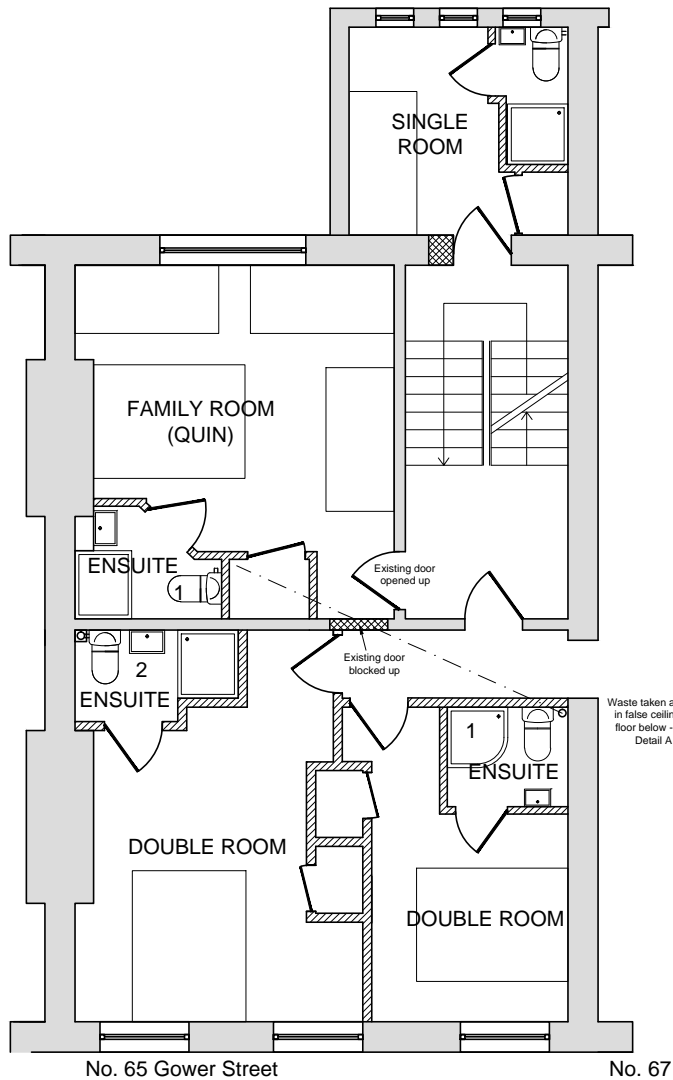 SINGLE
ROOM
FAMILY ROOM
(QUIN)
ENSUITE
1
Existing door
opened up
Existing door
blocked up
2
ENSUITE
Waste taken a
in false ceilin
floor below -
Detail A
1
ENSUITE
DOUBLE ROOM
DOUBLE ROOM
No. 65 Gower Street
No. 67